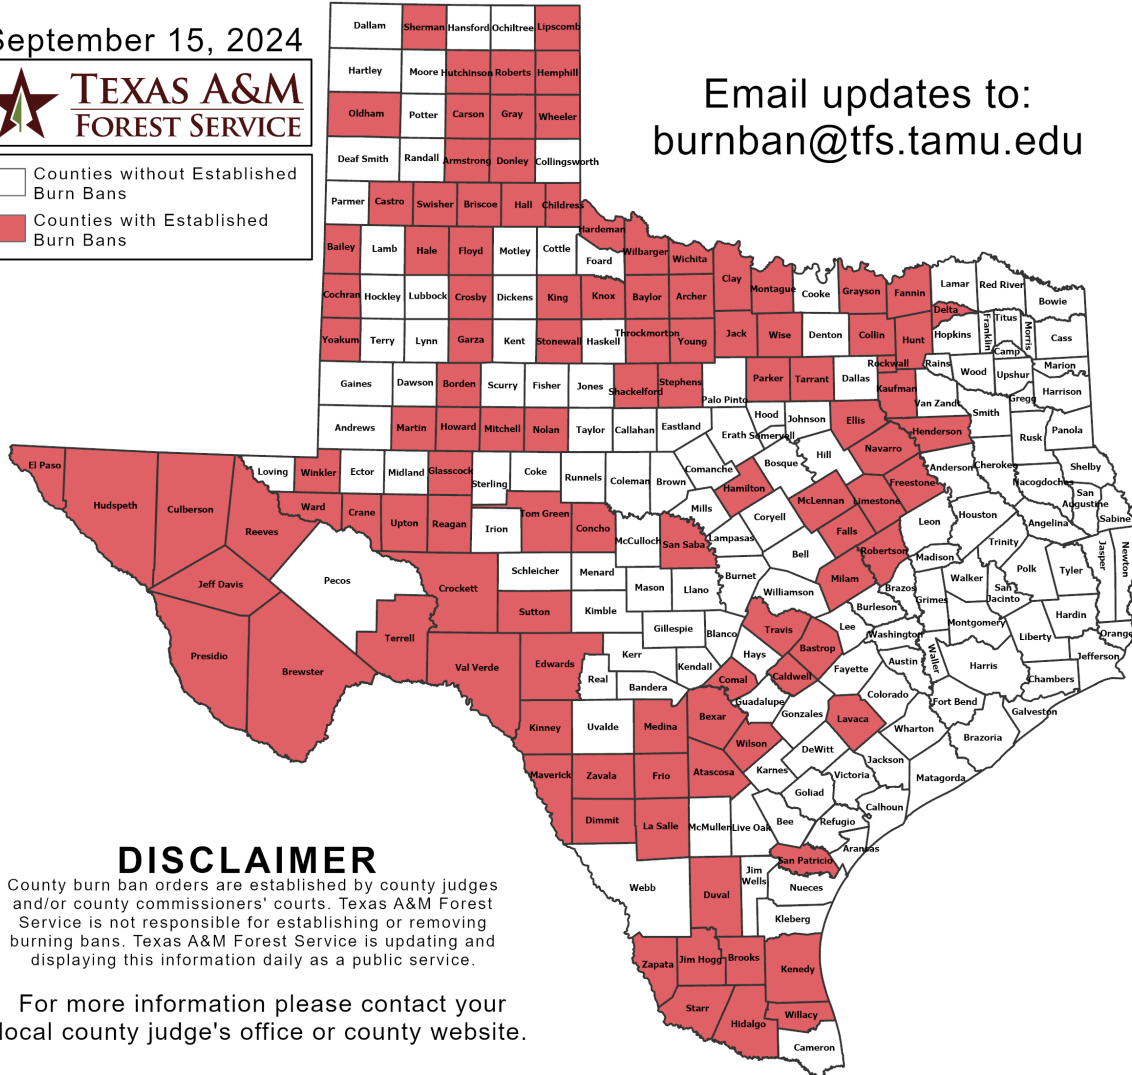 September 15, 2024
TEXAS A&M
FOREST SERVICE
Counties without Established
Burn Bans
Counties with Established
Burn Bans
Email updates to:
burnban@tfs.tamu.edu
Dallam Sherman Hansford Ochiltree Lipscomb
Hartley Moore Hutchinson Roberts Hemphill
Oldham Potter Carson Gray Wheeler
Deaf Smith Randall Armstrong Donley Collingsworth
Parmer Castro Swisher Briscoe Hall Childress
Hardeman
Bailey Lamb Hale Floyd Motley Cottle Foard Wilbarger Wichita
Clay Montague Cooke Grayson Fannin Lamar Red River Bowie
Cochran Hockley Lubbock Crosby Dickens King Knox Baylor Archer
Delta Hopkins Franklin Titus Morris Cass
Yoakum Terry Lynn Garza Kent Stonewall Haskell Throckmorton Young Jack Wise Denton Collin Hunt
Rockwall Rains Wood Camp Upshur Marion
Gaines Dawson Borden Scurry Fisher Jones Shackelford Stephens Palo Pinto Parker Tarrant Dallas Kaufman Van Zandt Gregg Harrison
Andrews Martin Howard Mitchell Nolan Taylor Callahan Eastland Erath Hood Somervell Johnson Ellis Henderson Smith Rusk Panola
El Paso Hudspeth Culberson Reeves Loving Winkler Ector Midland Glasscock Sterling Coke Runnels Coleman Brown Comanche Bosque Hill Navarro Anderson Cherokee Nacogdoches Shelby
Ward Crane Upton Reagan Irion Tom Green Concho McCulloch San Saba Mills Hamilton Coryell McLennan Limestone Freestone Leon Houston Angelina San Augustine Sabine
Jeff Davis Pecos Crockett Schleicher Menard Mason Llano Lampasas Burnet Bell Falls Robertson Madison Trinity Polk Tyler Jasper Newton
Presidio Brewster Terrell Sutton Kimble Gillespie Blanco Williamson Milam Brazos Burleson Grimes Walker San Jacinto Hardin
Val Verde Edwards Kerr Kendall Real Bandera Hays Travis Bastrop Lee Washington Montgomery Liberty Orange Jefferson Chambers
Caldwell Comal Fayette Austin Waller Harris
Kinney Uvalde Medina Bexar Guadalupe Gonzales Lavaca Colorado Fort Bend Galveston
Wilson Wharton Brazoria
Maverick Zavala Frio Atascosa Karnes DeWitt Victoria Jackson Matagorda
Dimmit La Salle McMullen Live Oak Bee Goliad Refugio Calhoun Aransas
Webb Duval Jim Wells San Patricio Nueces Kleberg
Zapata Jim Hogg Brooks Kenedy
Starr Hidalgo Willacy Cameron
DISCLAIMER
County burn ban orders are established by county judges
and/or county commissioners' courts. Texas A&M Forest
Service is not responsible for establishing or removing
burning bans. Texas A&M Forest Service is updating and
displaying this information daily as a public service.
For more information please contact your
local county judge's office or county website.